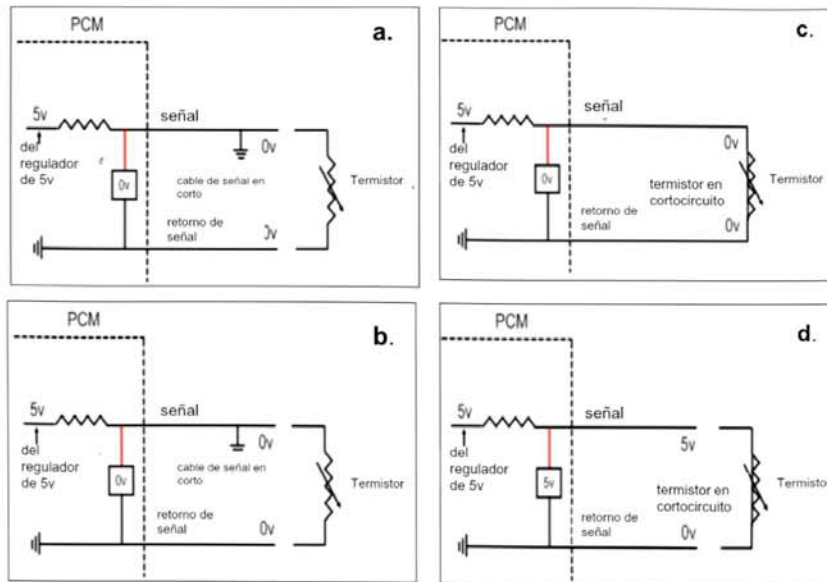 PCM
a.
5v
señal
0v
del
regulador
de 5v
0v
cable de señal en
corto
Termistor
retorno de
señal
PCM
c.
5v
señal
0v
del
regulador
de 5v
0v
termistor en
cortocircuito
Termistor
retorno de
señal
0v
PCM
b.
5v
señal
0v
del
regulador
de 5v
0v
cable de señal en
corto
Termistor
retorno de
señal
0v
PCM
d.
5v
señal
5v
del
regulador
de 5v
5v
termistor en
cortocircuito
Termistor
retorno de
señal
0v